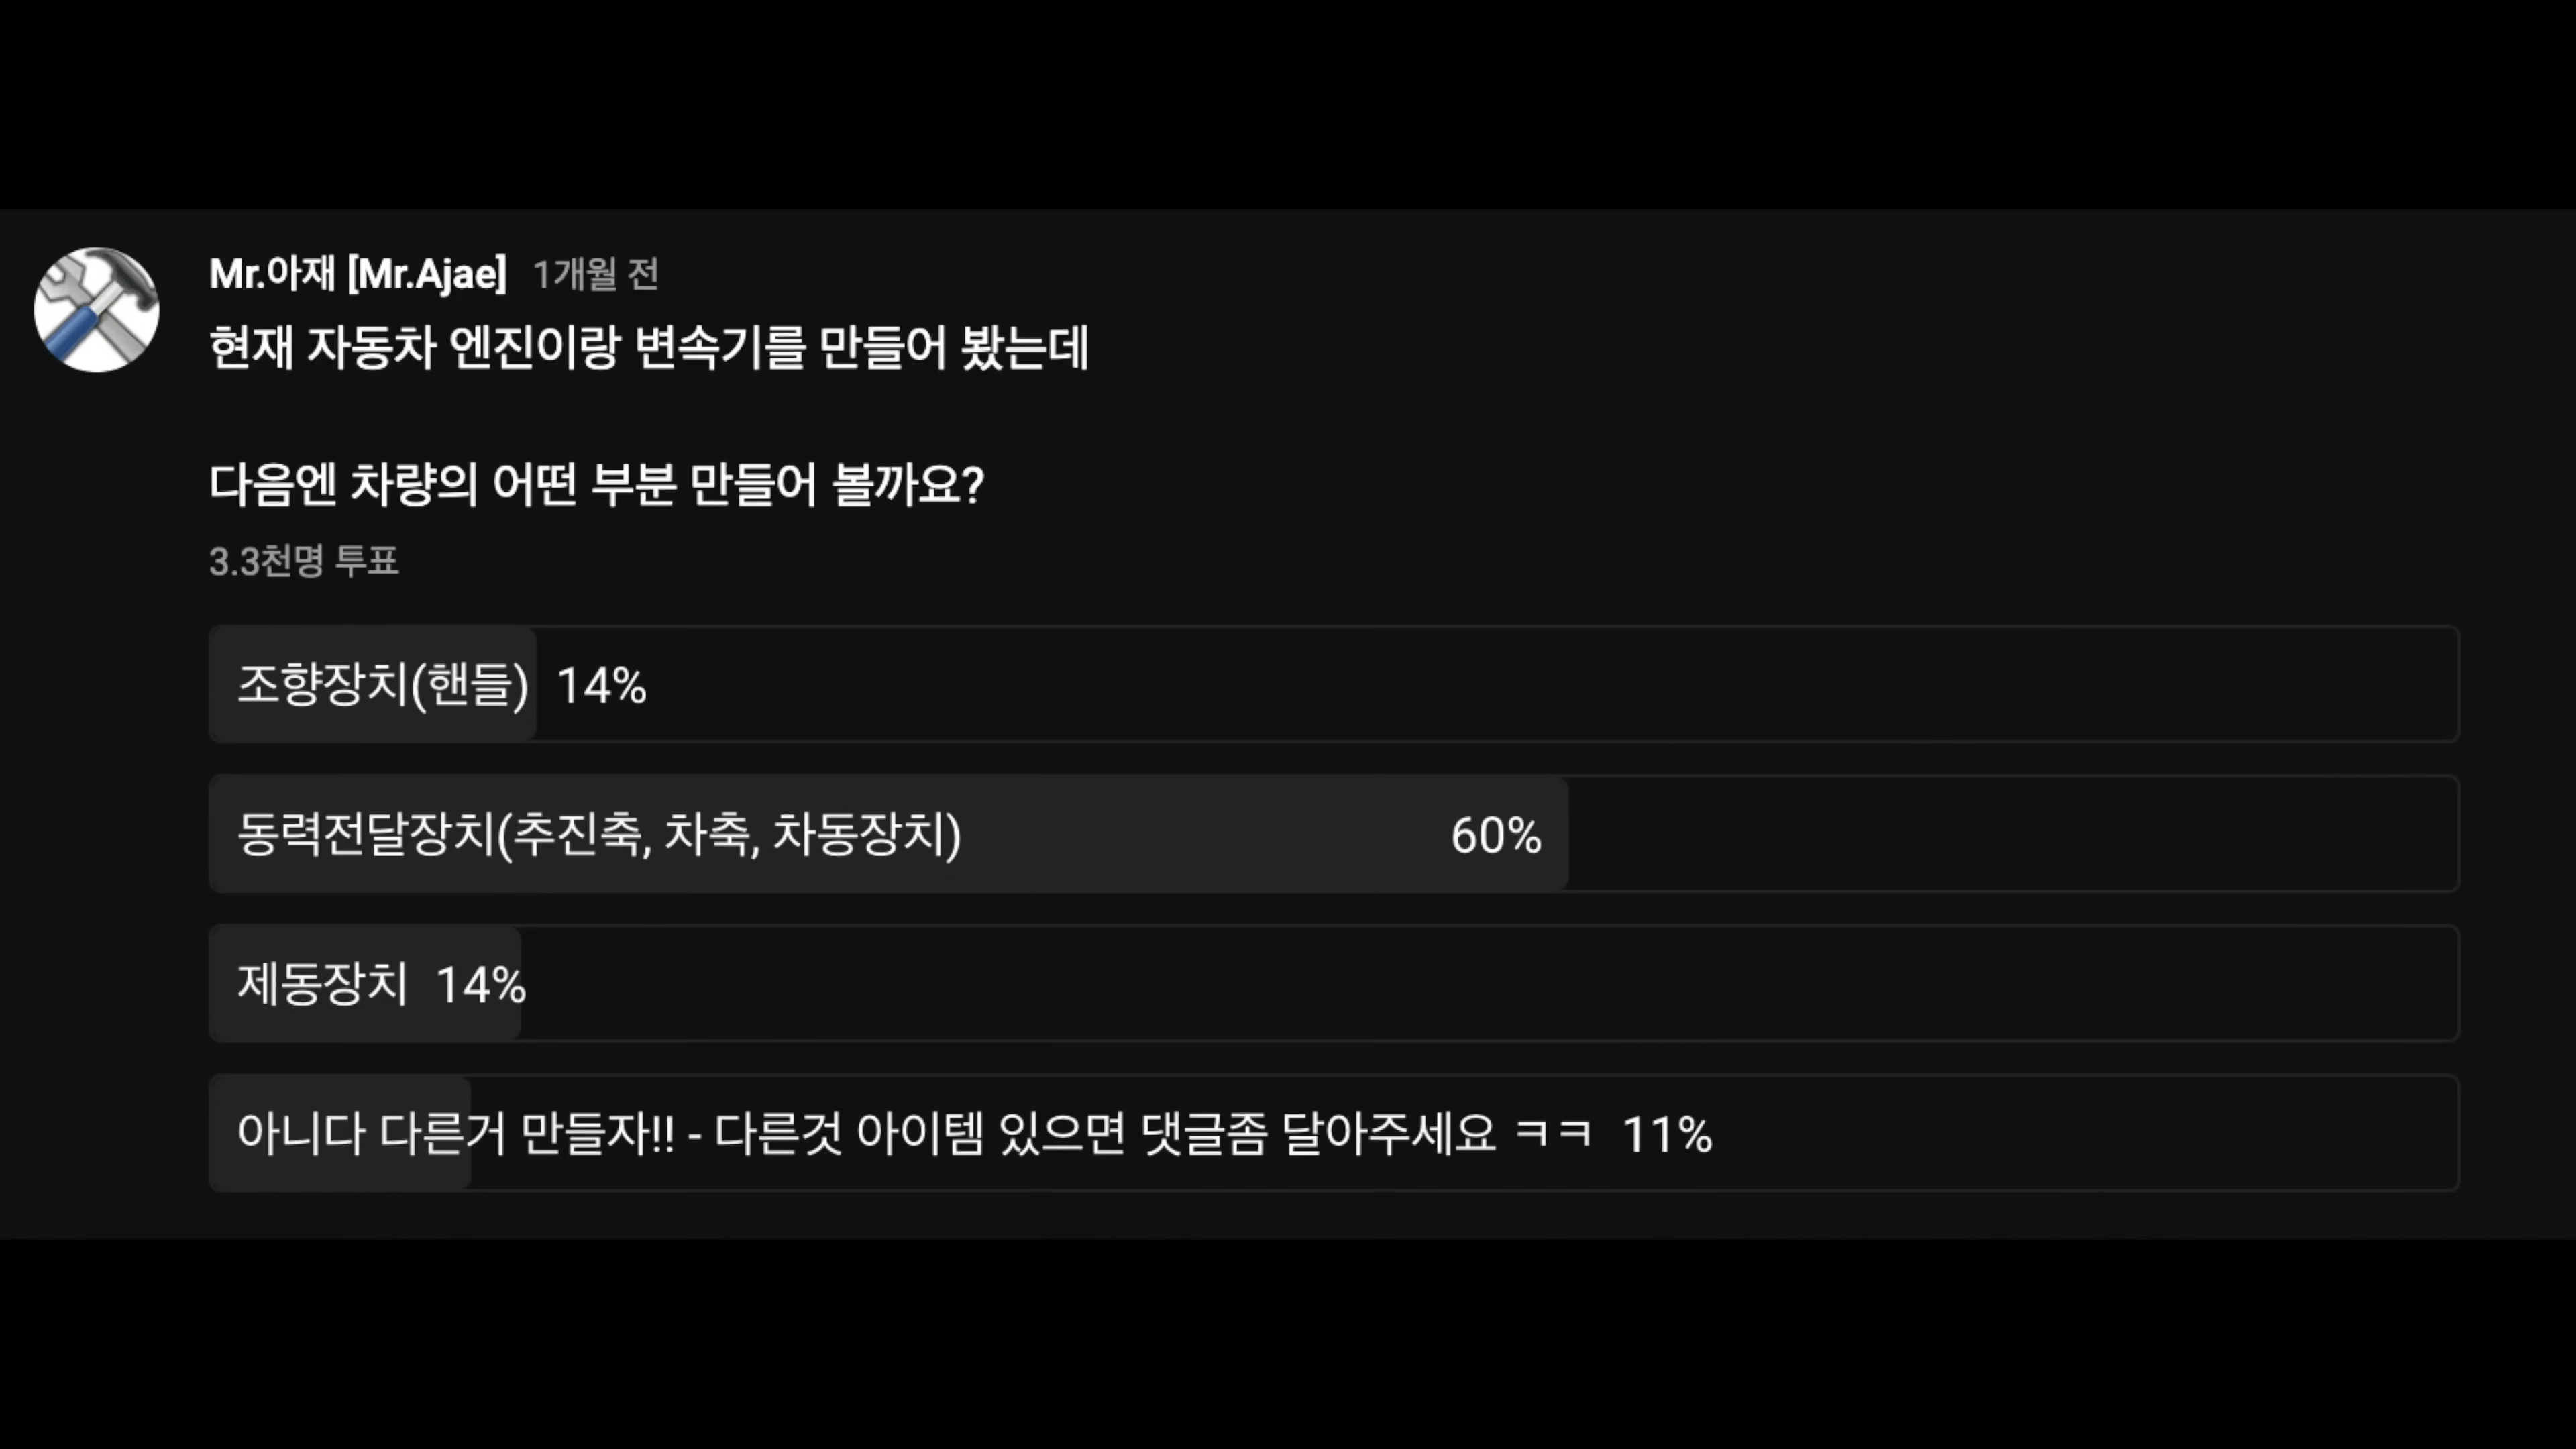 Mr.아재 [Mr.Ajae] 1개월 전
현재 자동차 엔진이랑 변속기를 만들어 봤는데
다음엔 차량의 어떤 부분 만들어 볼까요?
3.3천명 투표
조향장치(핸들) 14%
동력전달장치(추진축, 차축, 차동장치) 60%
제동장치 14%
아니다 다른거 만들자!! - 다른것 아이템 있으면 댓글좀 달아주세요 ㅋㅋ 11%